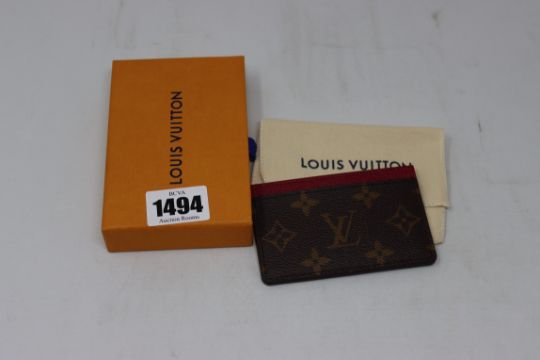 LOUIS VUITTON
BCVA
1494
Auction Rooms
LOUIS VUITTON
LV